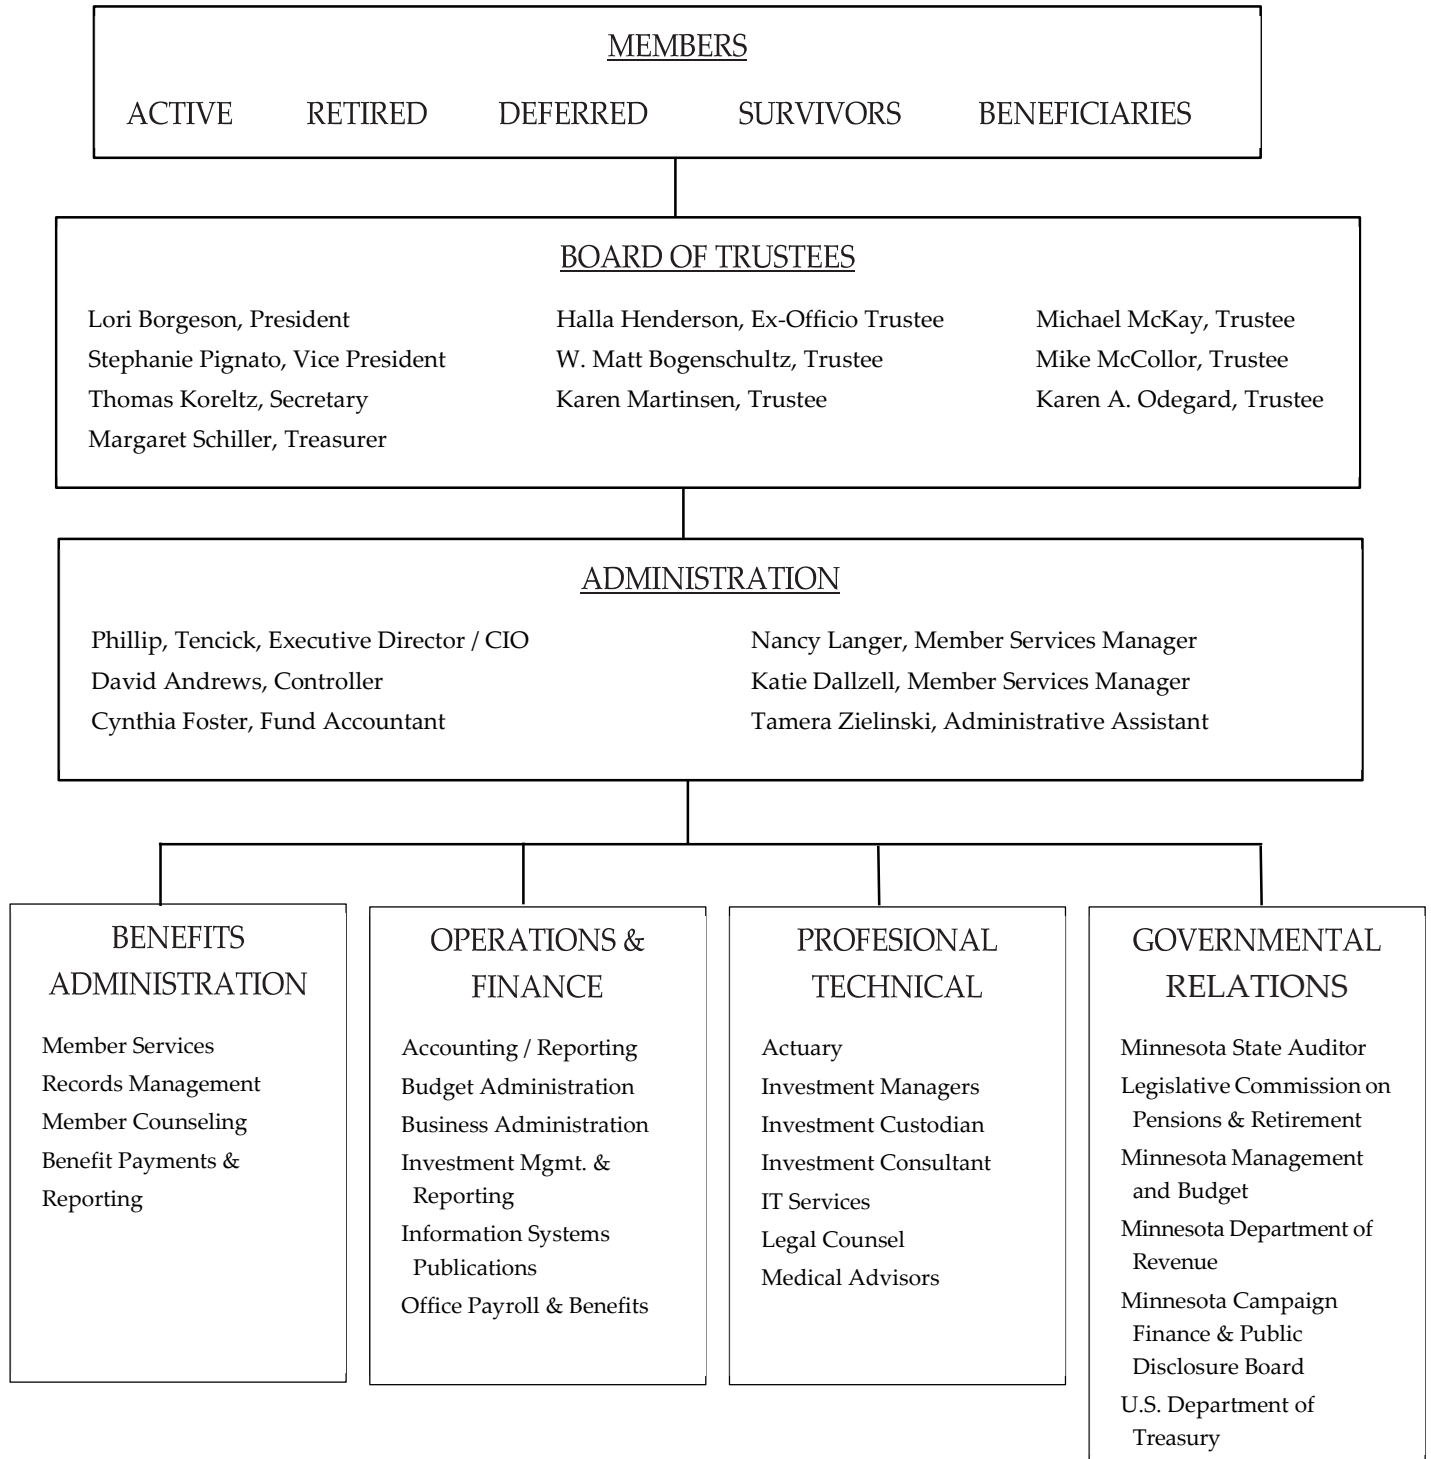 MEMBERS
ACTIVE RETIRED DEFERRED SURVIVORS BENEFICIARIES
BOARD OF TRUSTEES
Lori Borgeson, President
Stephanie Pignato, Vice President
Thomas Koreltz, Secretary
Margaret Schiller, Treasurer
Halla Henderson, Ex-Officio Trustee
W. Matt Bogenschultz, Trustee
Karen Martinsen, Trustee
Michael McKay, Trustee
Mike McCollor, Trustee
Karen A. Odegard, Trustee
ADMINISTRATION
Phillip, Tencick, Executive Director / CIO
David Andrews, Controller
Cynthia Foster, Fund Accountant
Nancy Langer, Member Services Manager
Katie Dallzell, Member Services Manager
Tamera Zielinski, Administrative Assistant
BENEFITS
ADMINISTRATION
Member Services
Records Management
Member Counseling
Benefit Payments &
Reporting
OPERATIONS &
FINANCE
Accounting / Reporting
Budget Administration
Business Administration
Investment Mgmt. &
Reporting
Information Systems
Publications
Office Payroll & Benefits
PROFESIONAL
TECHNICAL
Actuary
Investment Managers
Investment Custodian
Investment Consultant
IT Services
Legal Counsel
Medical Advisors
GOVERNMENTAL
RELATIONS
Minnesota State Auditor
Legislative Commission on
Pensions & Retirement
Minnesota Management
and Budget
Minnesota Department of
Revenue
Minnesota Campaign
Finance & Public
Disclosure Board
U.S. Department of
Treasury